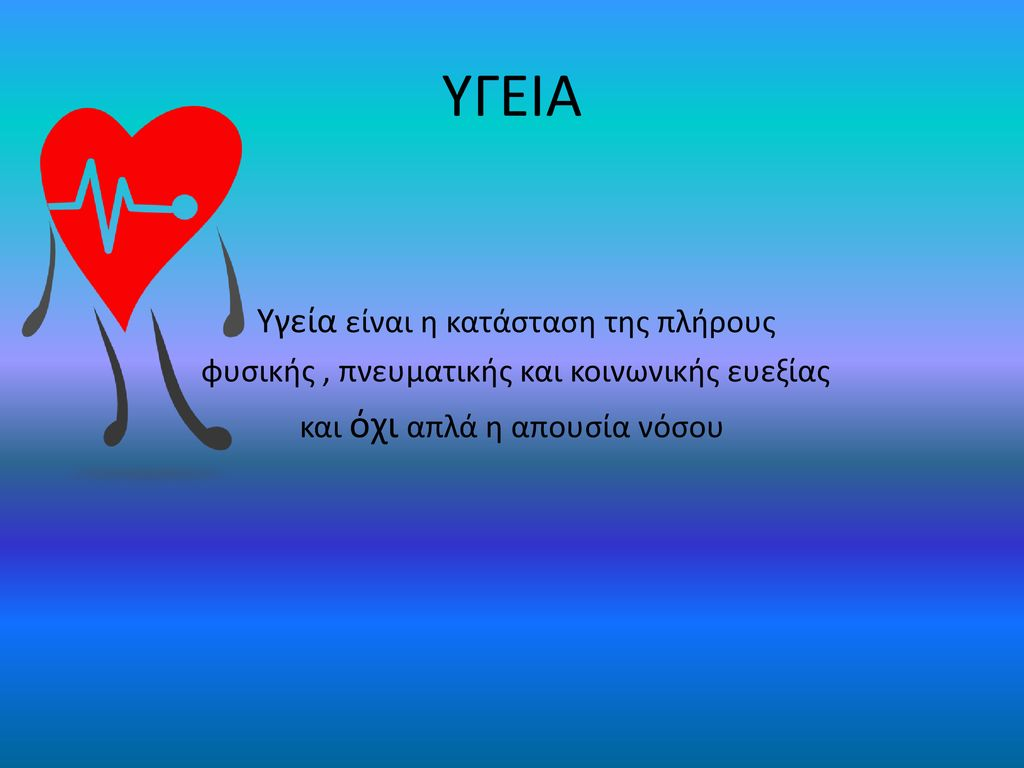 ΥΓΕΙΑ
Υγεία είναι η κατάσταση της πλήρους
φυσικής , πνευματικής και κοινωνικής ευεξίας
και όχι απλά η απουσία νόσου